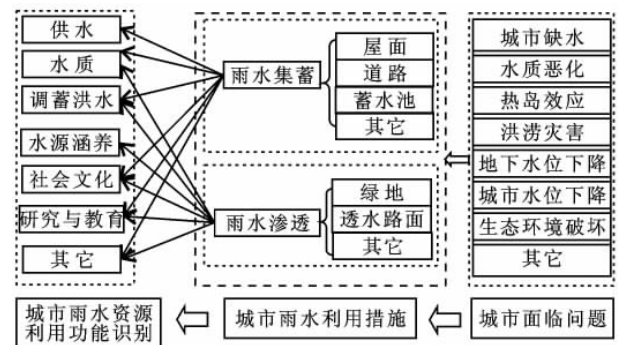 供水
水质
调蓄洪水
水源涵养
社会文化
研究与教育
其它
雨水集蓄
屋面
道路
蓄水池
其它
雨水渗透
绿地
透水路面
其它
城市缺水
水质恶化
热岛效应
洪涝灾害
地下水位下降
城市水位下降
生态环境破坏
其它
城市雨水资源
利用功能识别
城市雨水利用措施
城市面临问题